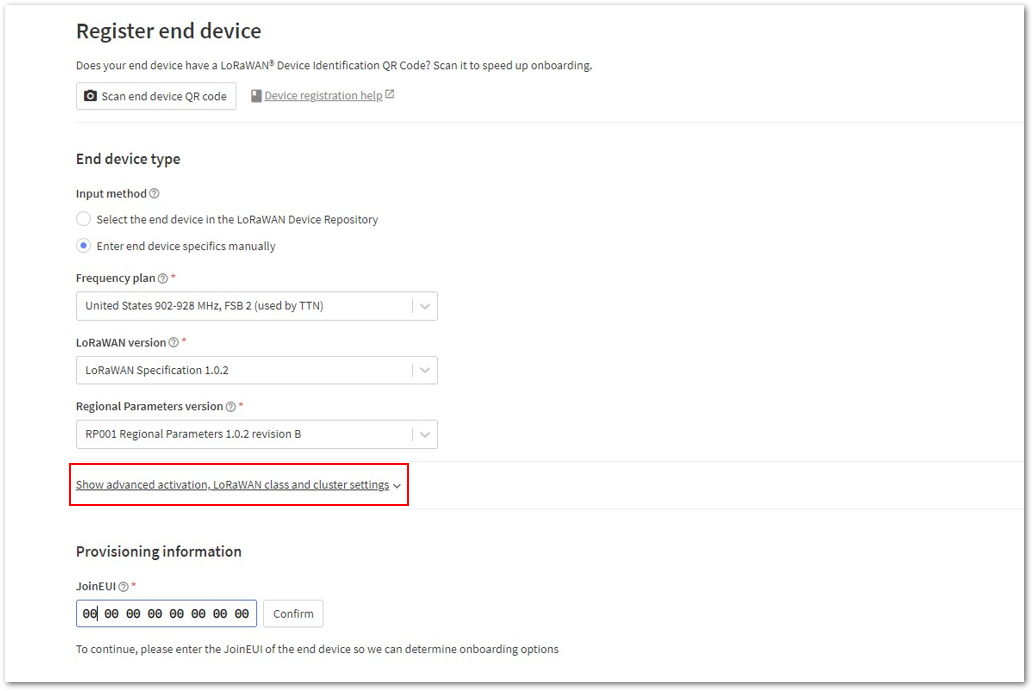 Register end device
Does your end device have a LoRaWAN® Device Identification QR Code? Scan it to speed up onboarding.
Scan end device QR code Device registration help
End device type
Input method
Select the end device in the LoRaWAN Device Repository
Enter end device specifics manually
Frequency plan *
United States 902-928 MHz, FSB 2 (used by TTN)
LoRaWAN version *
LoRaWAN Specification 1.0.2
Regional Parameters version *
RP001 Regional Parameters 1.0.2 revision B
Show advanced activation, LoRaWAN class and cluster settings
Provisioning information
JoinEUI *
00 00 00 00 00 00 00 00 Confirm
To continue, please enter the JoinEUI of the end device so we can determine onboarding options